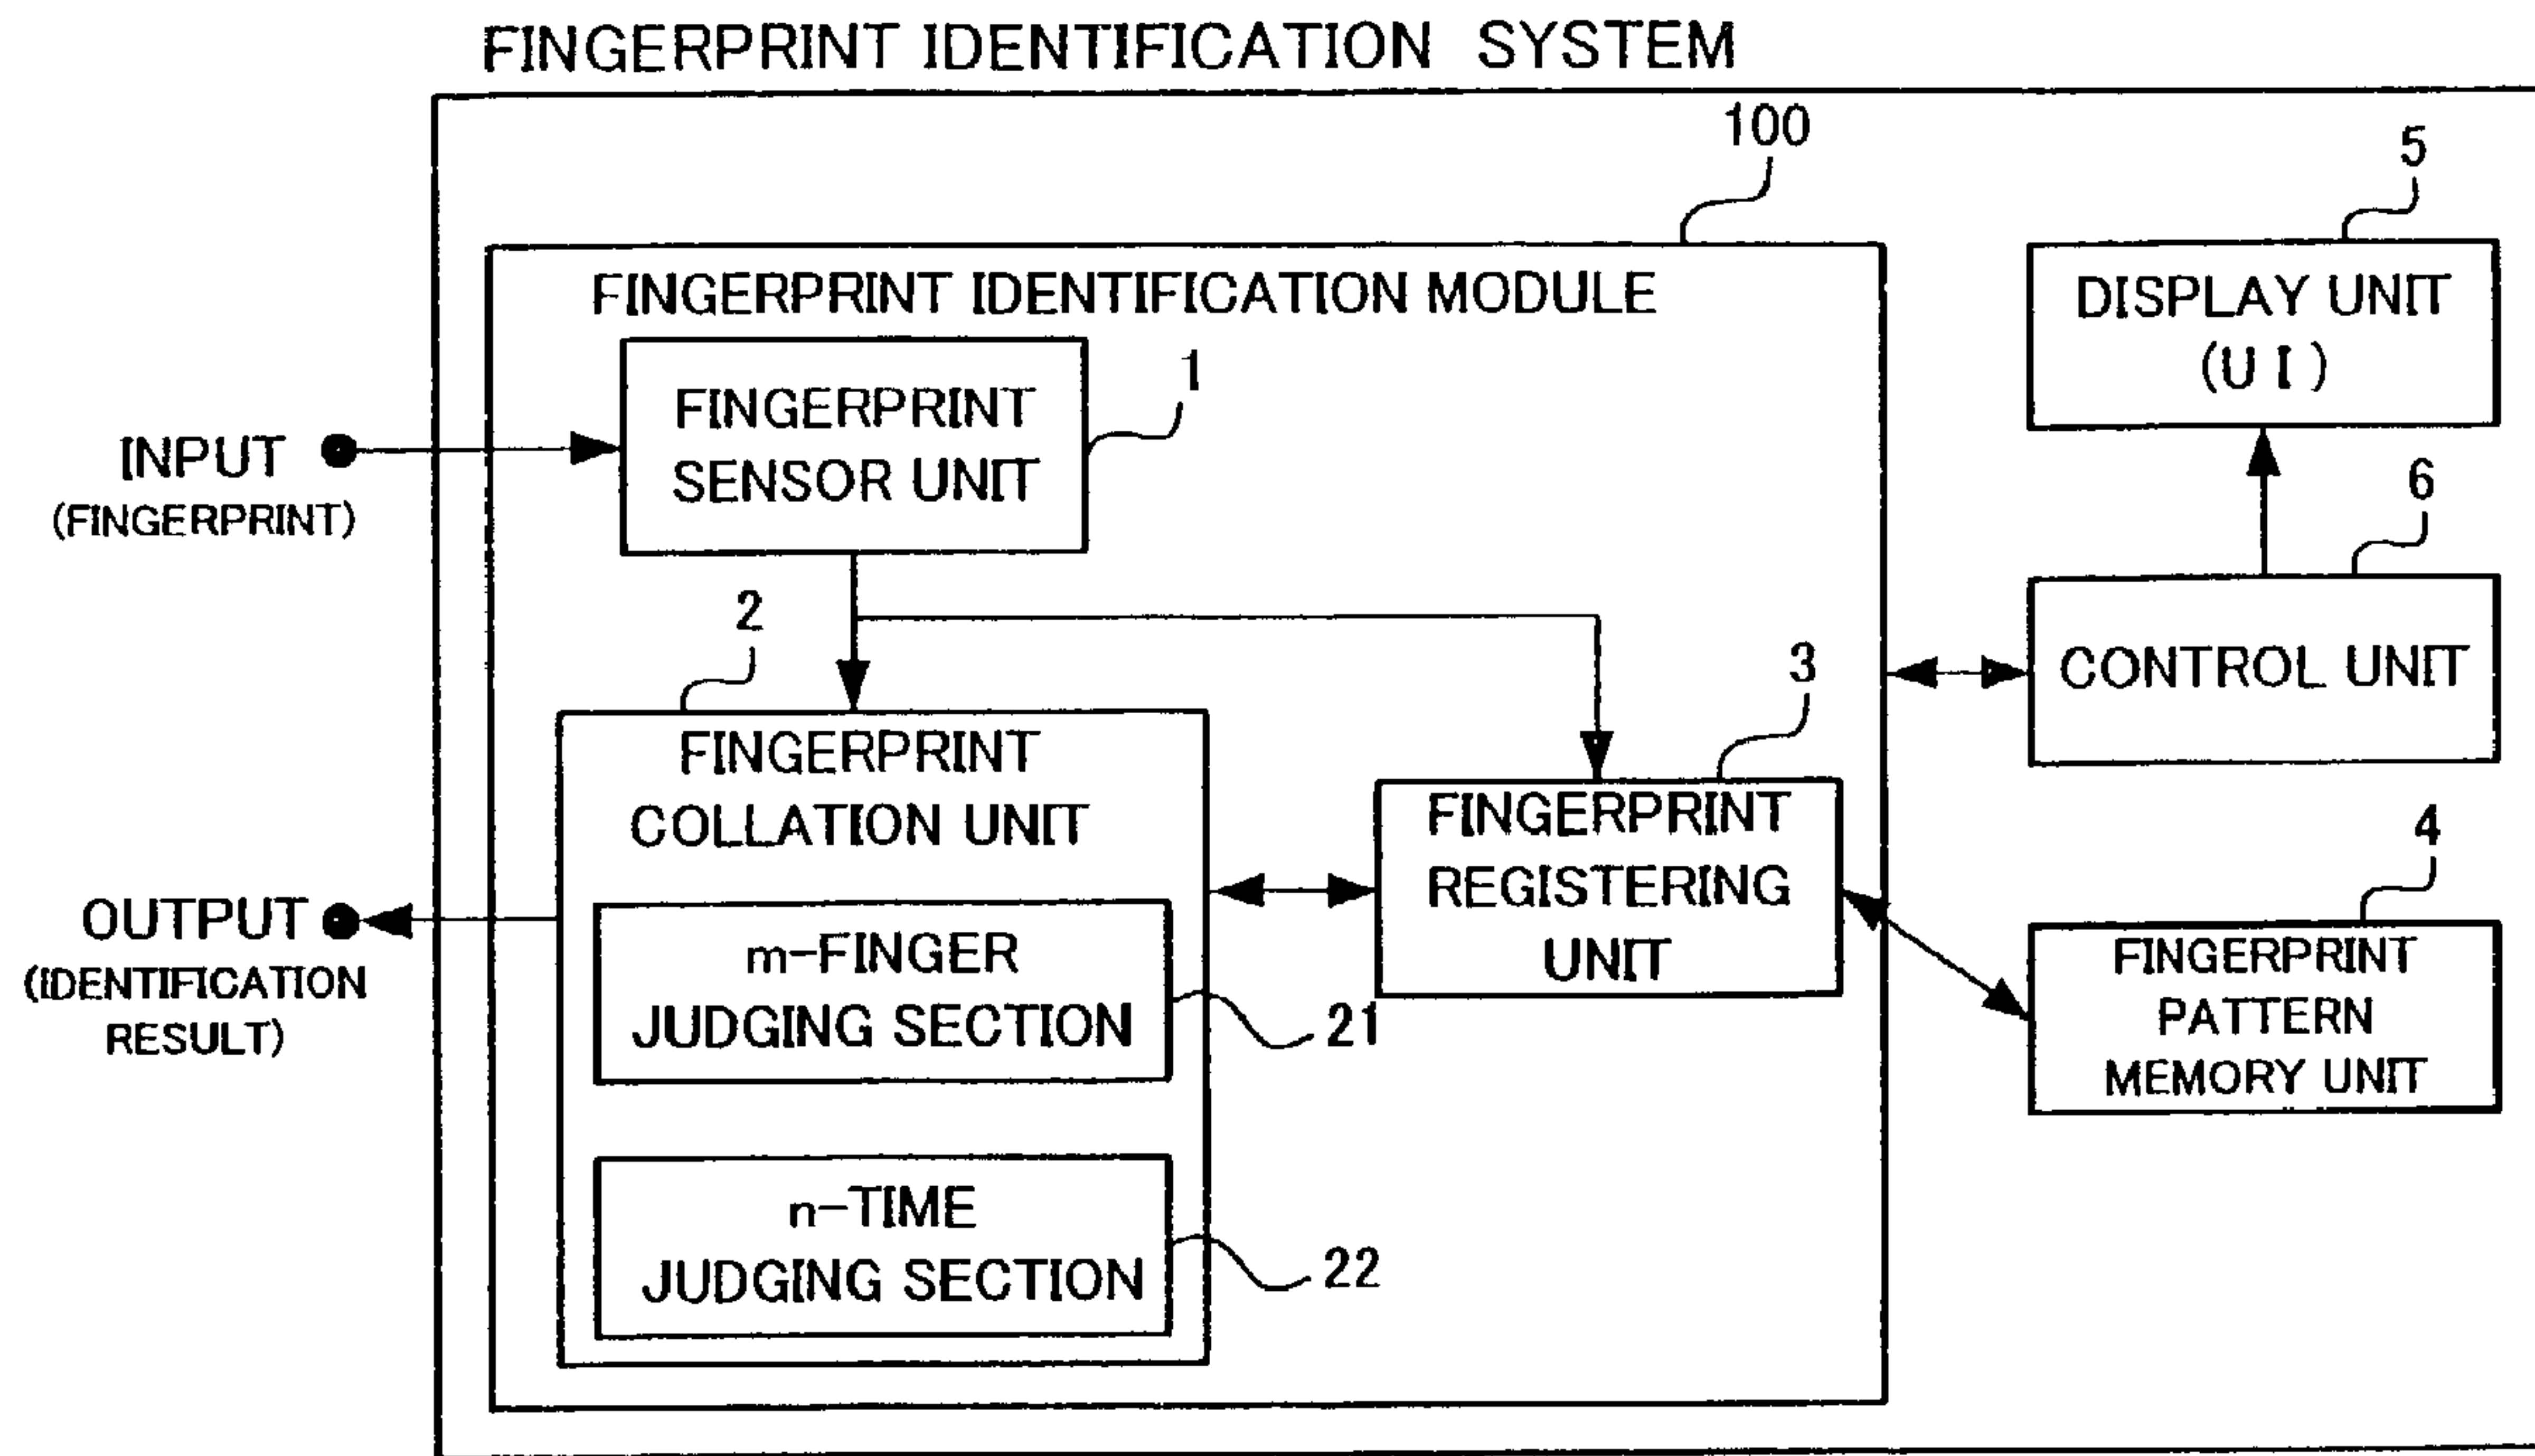 FINGERPRINT IDENTIFICATION SYSTEM
100
5
FINGERPRINT IDENTIFICATION MODULE
DISPLAY UNIT
(UI)
1
FINGERPRINT
SENSOR UNIT
INPUT
(FINGERPRINT)
6
CONTROL UNIT
2
3
FINGERPRINT
COLLATION UNIT
FINGERPRINT
REGISTERING
UNIT
4
FINGERPRINT
PATTERN
MEMORY UNIT
OUTPUT
(IDENTIFICATION
RESULT)
m-FINGER
JUDGING SECTION
21
n-TIME
JUDGING SECTION
22